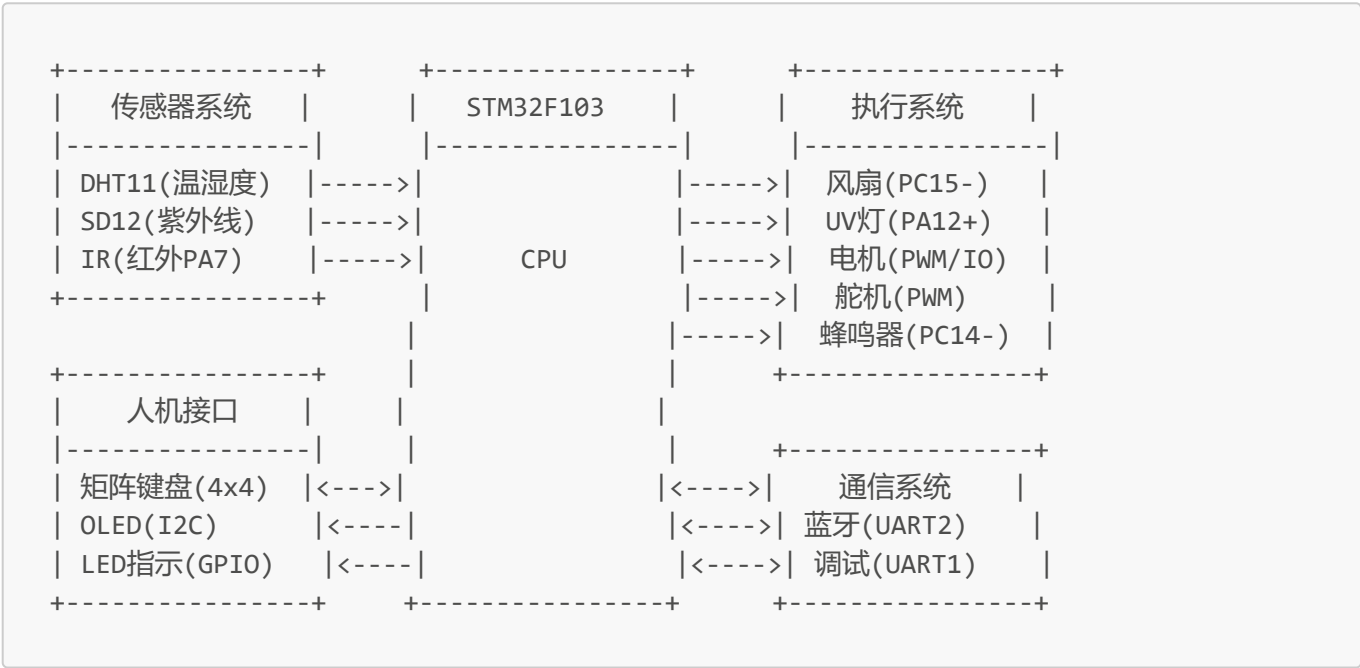 +----------------+      +----------------+      +----------------+
|   传感器系统   |      |   STM32F103    |      |    执行系统    |
|----------------|      |----------------|      |----------------|
| DHT11(温湿度)  |----->|                |----->|  风扇(PC15-)   |
| SD12(紫外线)   |----->|                |----->|  UV灯(PA12+)   |
| IR(红外PA7)    |----->|      CPU       |----->|  电机(PWM/IO)  |
+----------------+      |                |----->|  舵机(PWM)     |
                        |                |----->|  蜂鸣器(PC14-) |
+----------------+      |                |      +----------------+
|    人机接口    |      |                |
|----------------|      |                |      +----------------+
| 矩阵键盘(4x4)  |<--->|                |<---->|    通信系统    |
| OLED(I2C)      |<----|                |<---->| 蓝牙(UART2)    |
| LED指示(GPIO)  |<----|                |<---->| 调试(UART1)    |
+----------------+     +----------------+      +----------------+